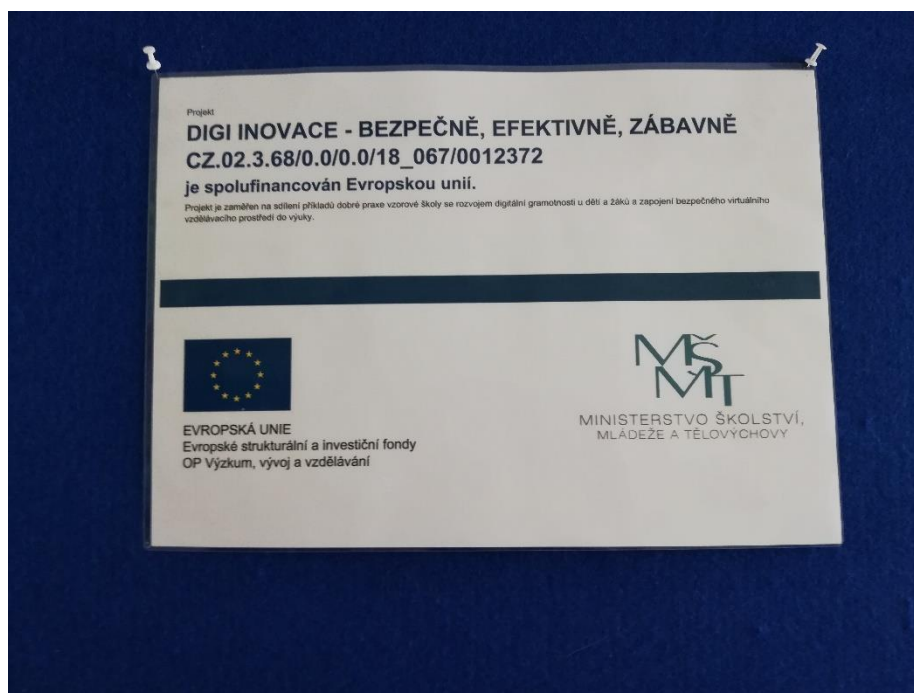 Projekt
DIGI INOVACE - BEZPEČNĚ, EFEKTIVNĚ, ZÁBAVNĚ
CZ.02.3.68/0.0/0.0/18_067/0012372
je spolufinancován Evropskou unií.
Projekt je zaměřen na sdílení příkladů dobré praxe vzorové školy se rozvojem digitální gramotnosti u dětí a žáků a zapojení bezpečného virtuálního
vzdělávacího prostředí do výuky.
EVROPSKÁ UNIE
Evropské strukturální a investiční fondy
OP Výzkum, vývoj a vzdělávání
MŠ
MT
MINISTERSTVO ŠKOLSTVÍ,
MLÁDEŽE A TĚLOVÝCHOVY